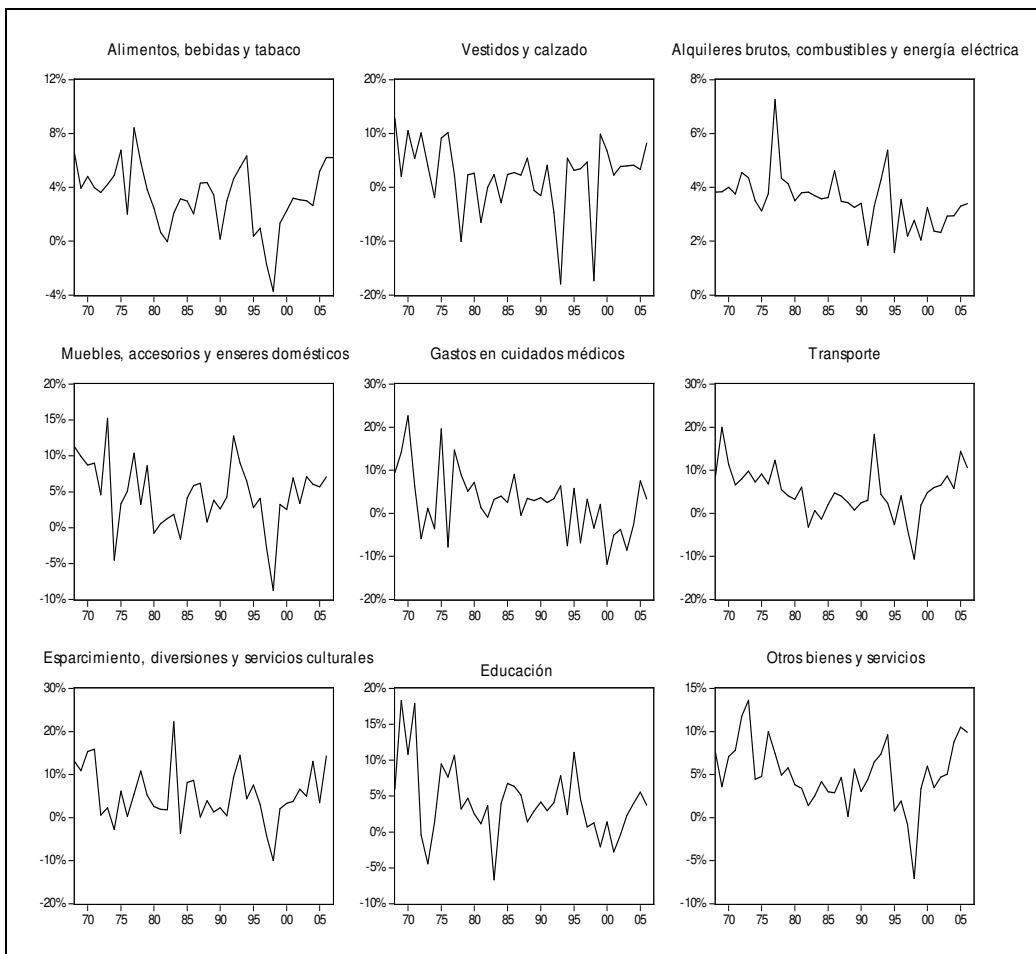 Alimentos, bebidas y tabaco
12%
8%
4%
0%
-4%
70 75 80 85 90 95 00 05
Vestidos y calzado
20%
10%
0%
-10%
-20%
70 75 80 85 90 95 00 05
Alquileres brutos, combustibles y energía eléctrica
8%
6%
4%
2%
0%
70 75 80 85 90 95 00 05
Muebles, accesorios y enseres domésticos
20%
15%
10%
5%
0%
-5%
-10%
70 75 80 85 90 95 00 05
Gastos en cuidados médicos
30%
20%
10%
0%
-10%
-20%
70 75 80 85 90 95 00 05
Transporte
30%
20%
10%
0%
-10%
-20%
70 75 80 85 90 95 00 05
Esparcimiento, diversiones y servicios culturales
30%
20%
10%
0%
-10%
-20%
70 75 80 85 90 95 00 05
Educación
20%
15%
10%
5%
0%
-5%
-10%
70 75 80 85 90 95 00 05
Otros bienes y servicios
15%
10%
5%
0%
-5%
-10%
70 75 80 85 90 95 00 05